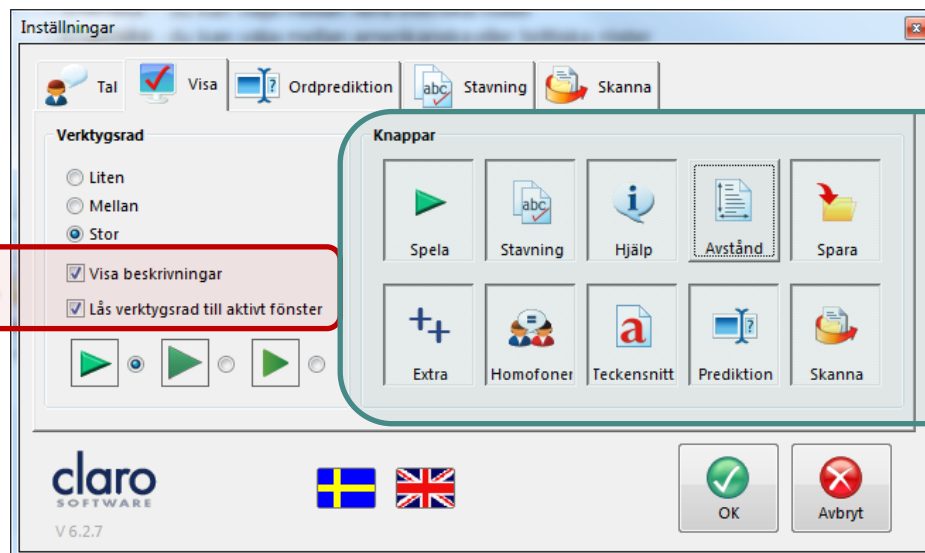 Inställningar
Tal
Visa
Ordprediktion
Stavning
Skanna
Verktygsrad
Liten
Mellan
Stor
Visa beskrivningar
Lås verktygsrad till aktivt fönster
Knappar
Spela
Stavning
Hjälp
Avstånd
Spara
Extra
Homofoner
Teckensnitt
Prediktion
Skanna
claro
SOFTWARE
V 6.2.7
OK
Avbryt